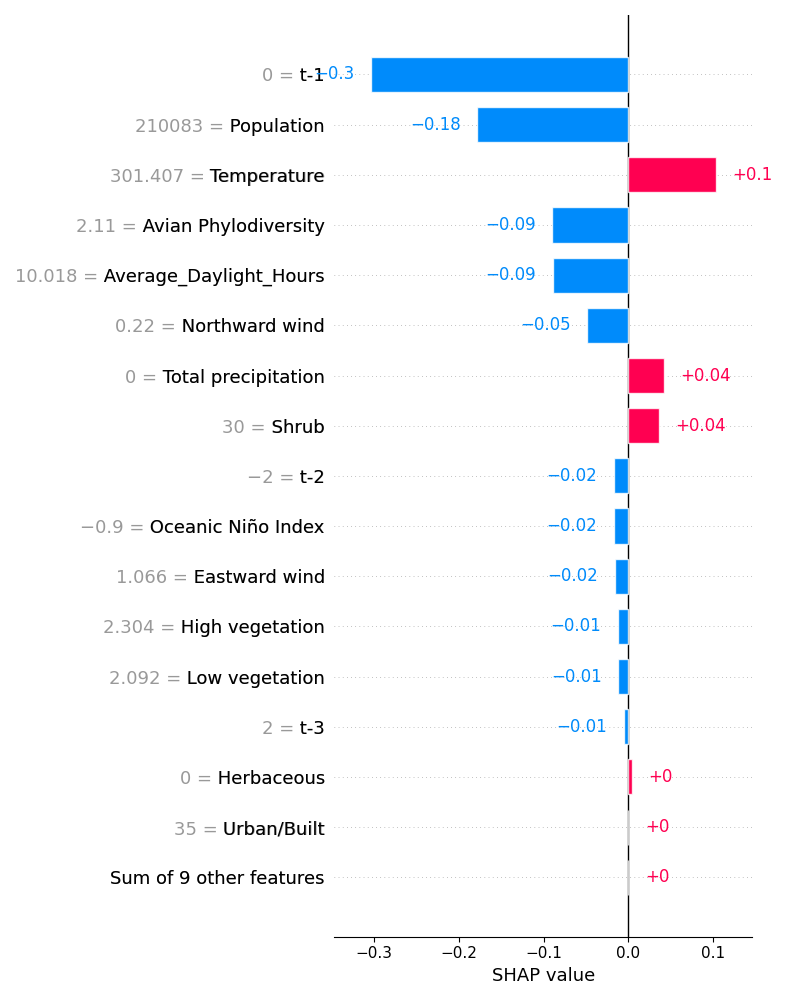 0 = t-1 −0.3
210083 = Population −0.18
301.407 = Temperature +0.1
2.11 = Avian Phylodiversity −0.09
10.018 = Average_Daylight_Hours −0.09
0.22 = Northward wind −0.05
0 = Total precipitation +0.04
30 = Shrub +0.04
−2 = t-2 −0.02
−0.9 = Oceanic Niño Index −0.02
1.066 = Eastward wind −0.02
2.304 = High vegetation −0.01
2.092 = Low vegetation −0.01
2 = t-3 −0.01
0 = Herbaceous +0
35 = Urban/Built +0
Sum of 9 other features +0
−0.3 −0.2 −0.1 0.0 0.1
SHAP value